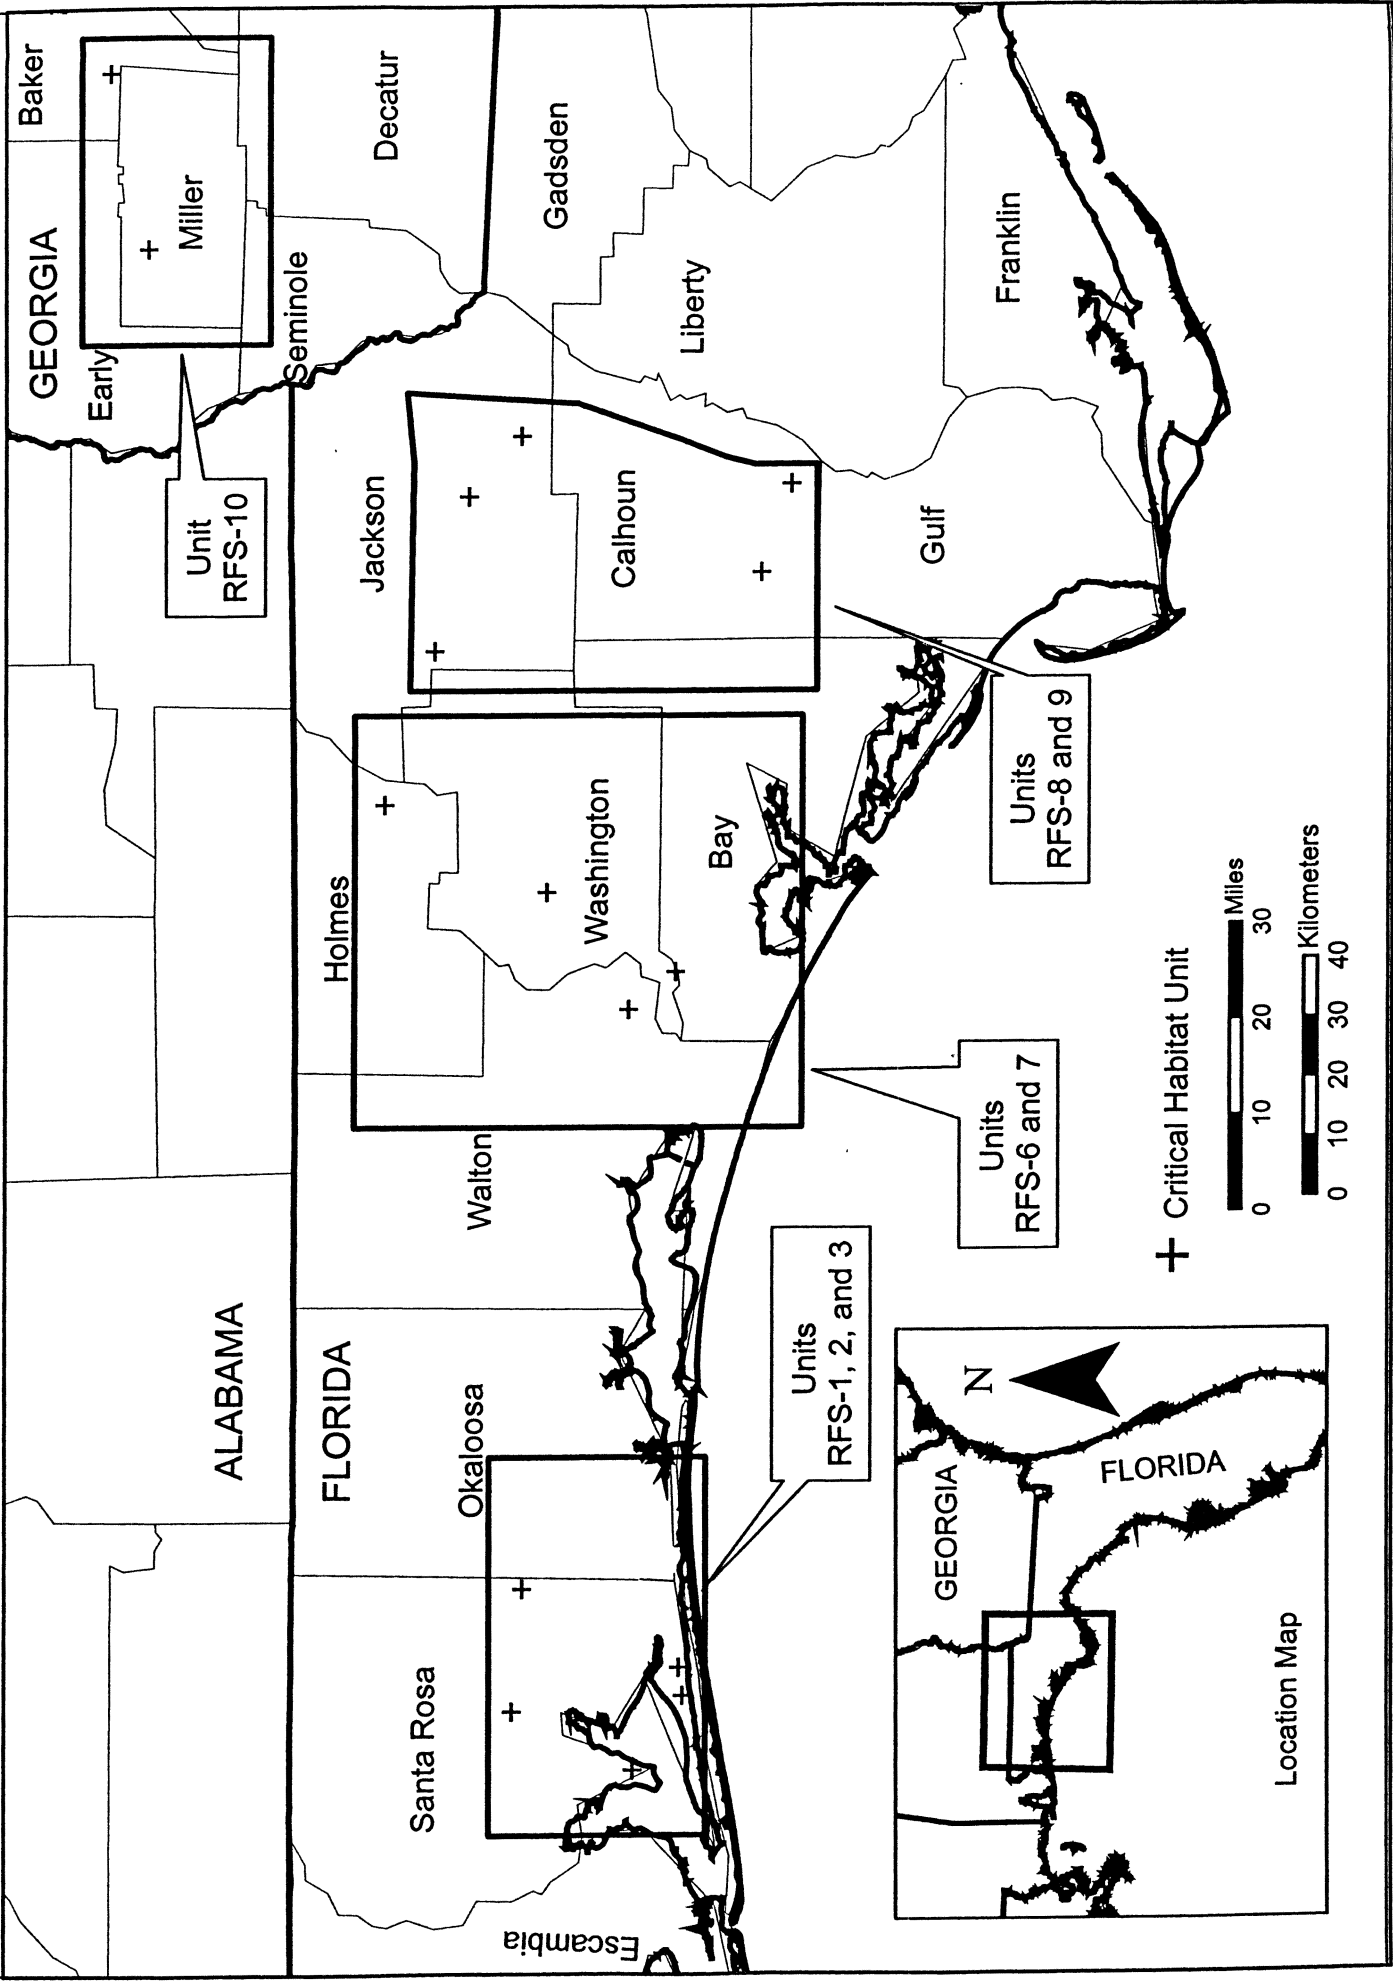 GEORGIA
Baker
Early
Miller
Decatur
Seminole
Unit
RFS-10
ALABAMA
FLORIDA
Jackson
Gadsden
Holmes
Calhoun
Liberty
Washington
Walton
Okaloosa
Santa Rosa
Escambia
Bay
Gulf
Franklin
Units
RFS-8 and 9
Units
RFS-6 and 7
Units
RFS-1, 2, and 3
Critical Habitat Unit
0 10 20 30 Miles
0 10 20 30 40 Kilometers
N
GEORGIA
FLORIDA
Location Map